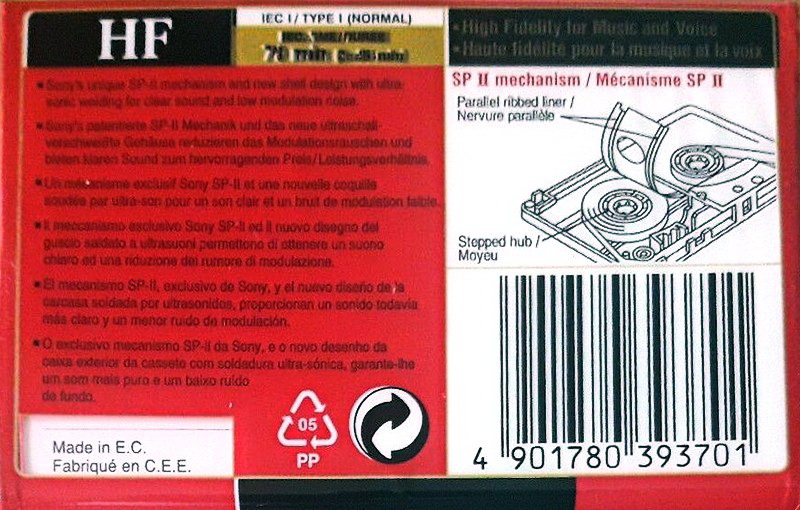 HF
IEC I / TYPE I (NORMAL)
70 min
•High Fidelity for Music and Voice
•Haute fidélité pour la musique et la voix
■ Sony's unique SP-II mechanism and new shell design with ultra-
sonic welding for clear sound and low modulation noise.
■ Sony's patentierte SP-II Mechanik und das neue ultraschall-
verschweißte Gehäuse reduzieren das Modulationsrauschen und
bieten klaren Sound zum hervorragenden Preis/Leistungsverhältnis.
■ Un mécanisme exclusif Sony SP-II et une nouvelle coquille
soudée par ultra-son pour un son clair et un bruit de modulation faible.
■ Il meccanismo esclusivo Sony SP-II ed il nuovo disegno del
guscio saldato a ultrasuoni permettono di ottenere un suono
chiaro ed una riduzione del rumore di modulazione.
■ El mecanismo SP-II, exclusivo de Sony, y el nuevo diseño de la
carcasa soldada por ultrasonidos, proporcionan un sonido todavia
más claro y un menor ruido de modulación.
■ O exclusivo mecanismo SP-II da Sony, e o novo desenho da
caixa exterior da cassete com soldadura ultra-sónica, garante-lhe
um som mais puro e um baixo ruído
de fundo.
SP II mechanism / Mécanisme SP II
Parallel ribbed liner /
Nervure parallèle
Stepped hub /
Moyeu
Made in E.C.
Fabriqué en C.E.E.
05
PP
4 901780 393701